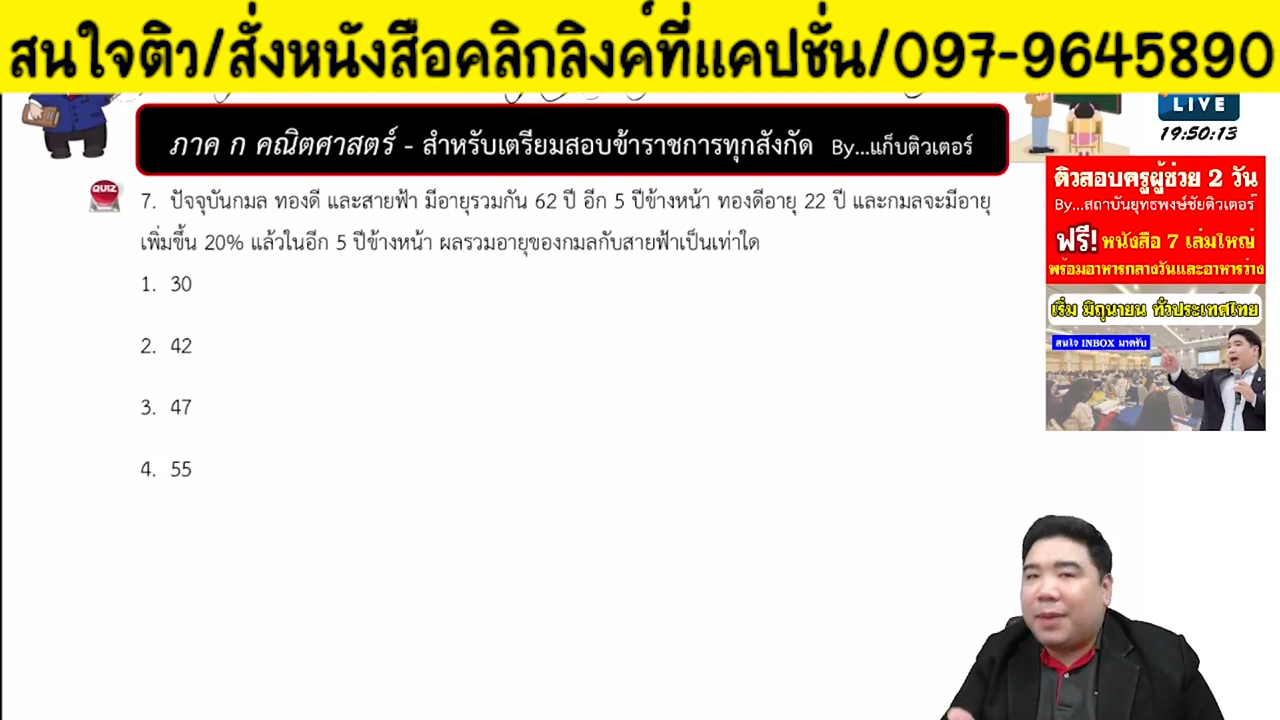 สนใจติว/สั่งหนังสือคลิกลิงค์ที่แคปชั่น/097-9645890
LIVE
19:50:13
ภาค ก คณิตศาสตร์ - สำหรับเตรียมสอบข้าราชการทุกสังกัด By...แก็บติวเตอร์
QUIZ
7. ปัจจุบันกมล ทองดี และสายฟ้า มีอายุรวมกัน 62 ปี อีก 5 ปีข้างหน้า ทองดีอายุ 22 ปี และกมลจะมีอายุ
เพิ่มขึ้น 20% แล้วในอีก 5 ปีข้างหน้า ผลรวมอายุของกมลกับสายฟ้าเป็นเท่าใด
1. 30
2. 42
3. 47
4. 55
ติวสอบครูผู้ช่วย 2 วัน
By...สถาบันยุทธพงษ์ชัยติวเตอร์
ฟรี! หนังสือ 7 เล่มใหญ่
พร้อมอาหารกลางวันและอาหารว่าง
เริ่ม มิถุนายน ทั่วประเทศไทย
สนใจ INBOX มาครับ